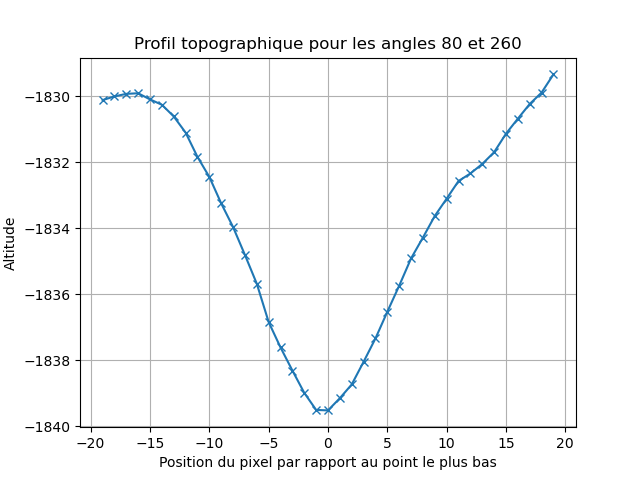 Profil topographique pour les angles 80 et 260
Altitude
−1830
−1832
−1834
−1836
−1838
−1840
−20 −15 −10 −5 0 5 10 15 20
Position du pixel par rapport au point le plus bas